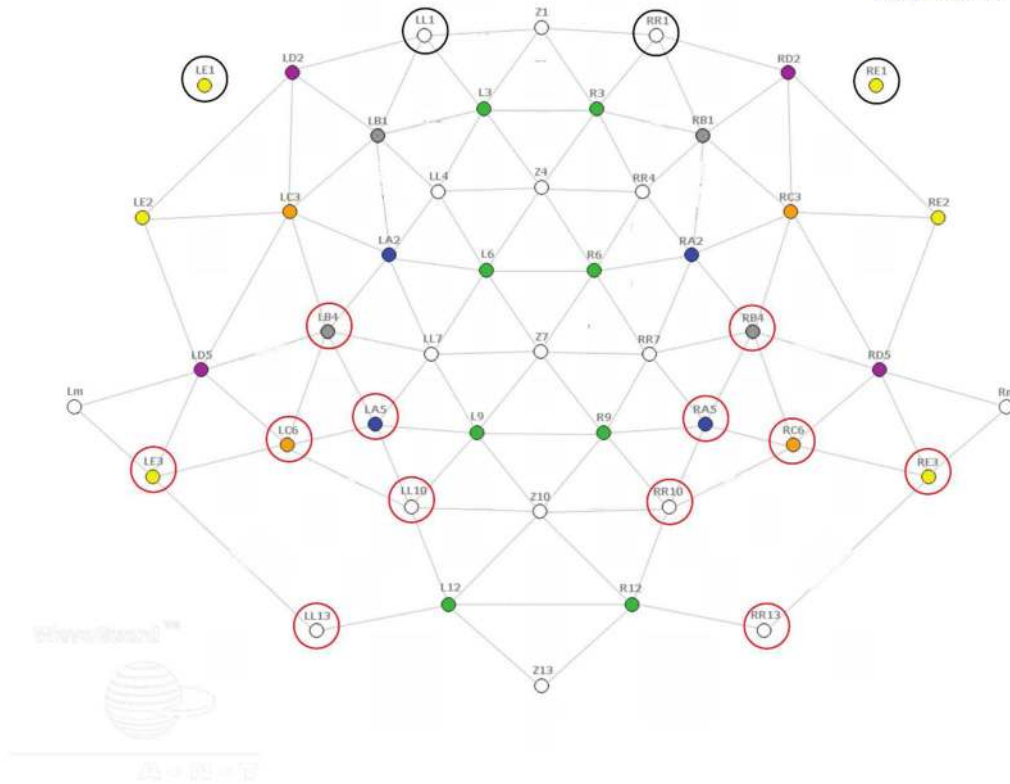 Z1
LL1
RR1
LD2
RD2
LE1
RE1
L3
R3
LB1
RB1
Z4
LL4
RR4
LE2
LC3
RC3
RE2
LA2
RA2
L6
R6
LB4
RB4
Z7
LL7
RR7
LD5
RD5
Lm
LA5
RA5
L9
R9
LC6
RC6
LE3
RE3
LL10
RR10
Z10
L12
R12
LL13
RR13
WaveGuard™
Z13